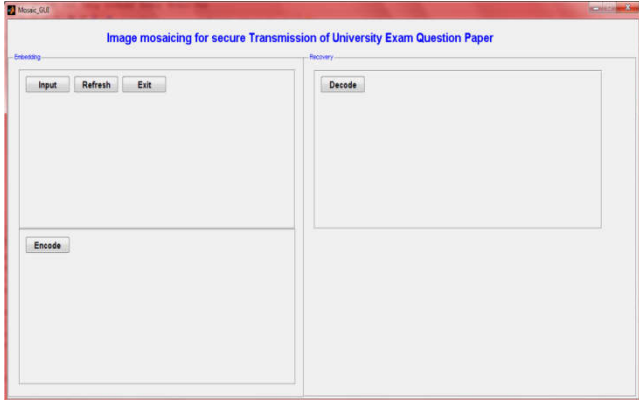 Mosaic_GUI
Image mosaicing for secure Transmission of University Exam Question Paper
Embedding
Recovery
Input Refresh Exit
Decode
Encode